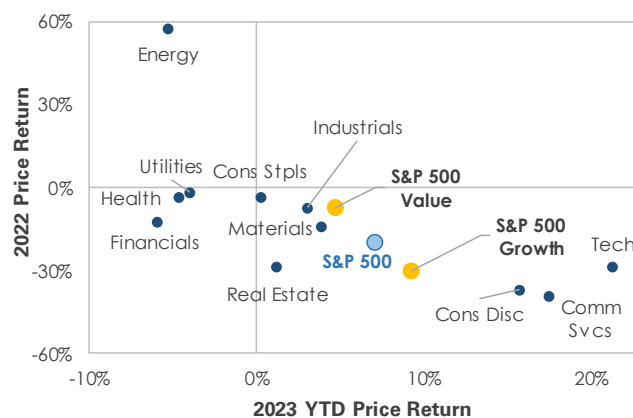 60%
Energy
30%
Industrials
Utilities
Cons Stpls
S&P 500
Value
0%
Health
Financials
Materials
S&P 500
Growth
S&P 500
Tech
-30%
Real Estate
Cons Disc
Comm
Svcs
-60%
-10%
0%
10%
20%
2022 Price Return
2023 YTD Price Return